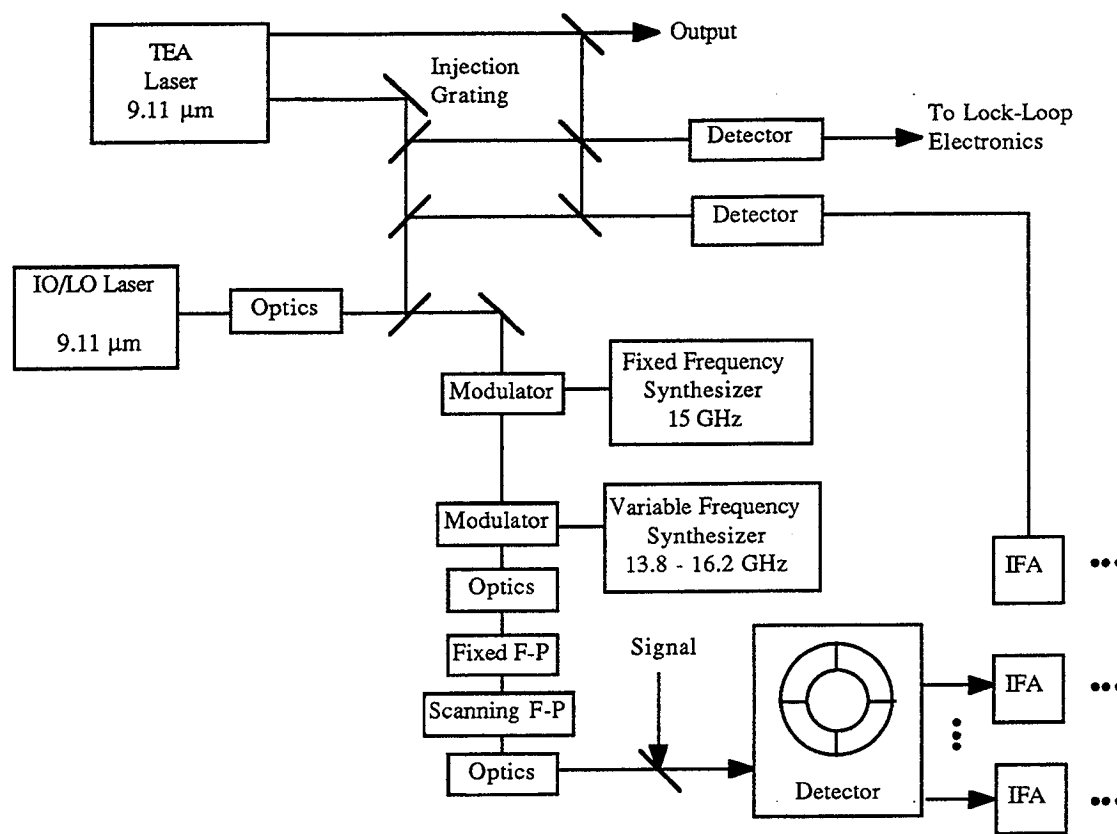 TEA
Laser
9.11 μm
Output
Injection
Grating
Detector
To Lock-Loop
Electronics
Detector
IO/LO Laser
9.11 μm
Optics
Modulator
Fixed Frequency
Synthesizer
15 GHz
Modulator
Variable Frequency
Synthesizer
13.8 - 16.2 GHz
Optics
IFA
Fixed F-P
Signal
Scanning F-P
IFA
Optics
Detector
IFA